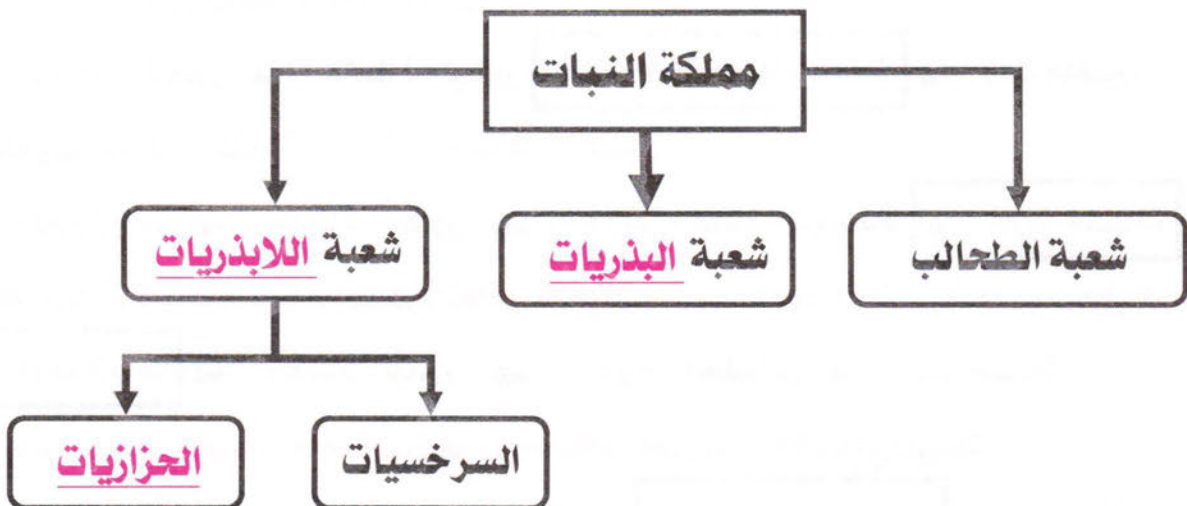 مملكة النبات
شعبة الطحالب
شعبة البذريات
شعبة اللابذريات
السرخسيات
الحزازيات